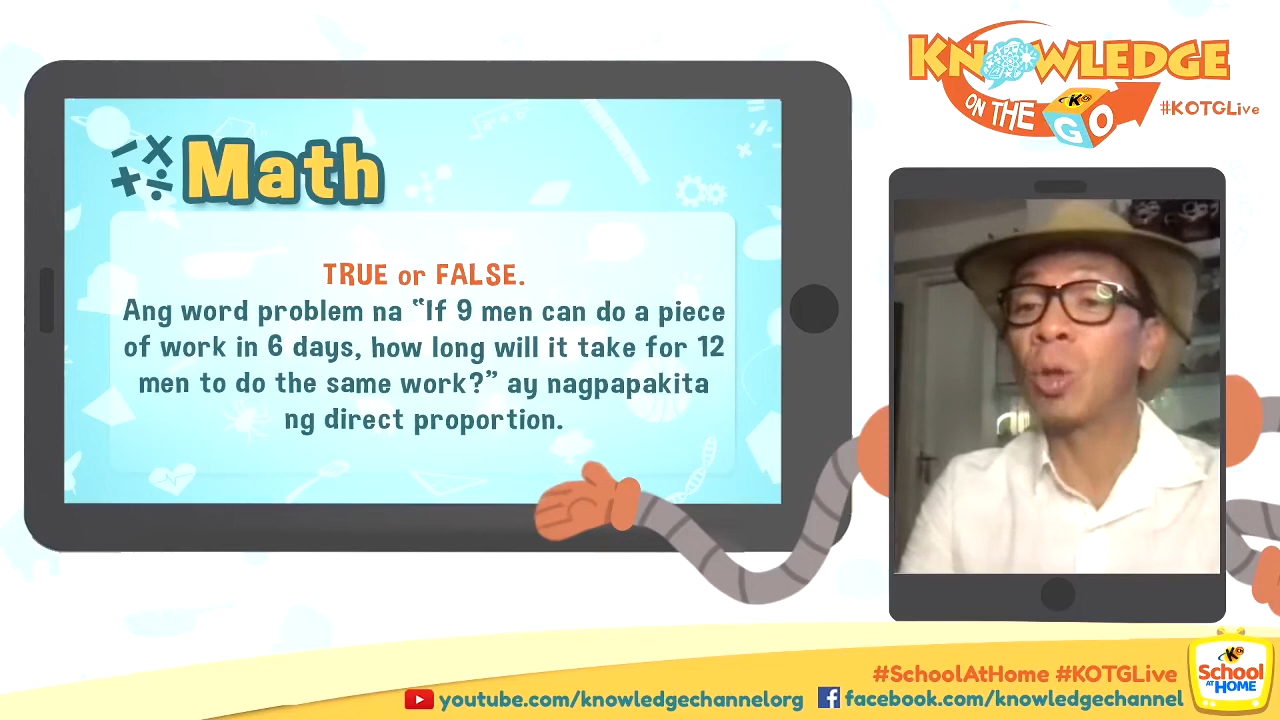 KNOWLEDGE
ON THE GO
#KOTGLive
Math
TRUE or FALSE.
Ang word problem na “If 9 men can do a piece
of work in 6 days, how long will it take for 12
men to do the same work?” ay nagpapakita
ng direct proportion.
#SchoolAtHome #KOTGLive
youtube.com/knowledgechannelorg
facebook.com/knowledgechannel
School
AT HOME